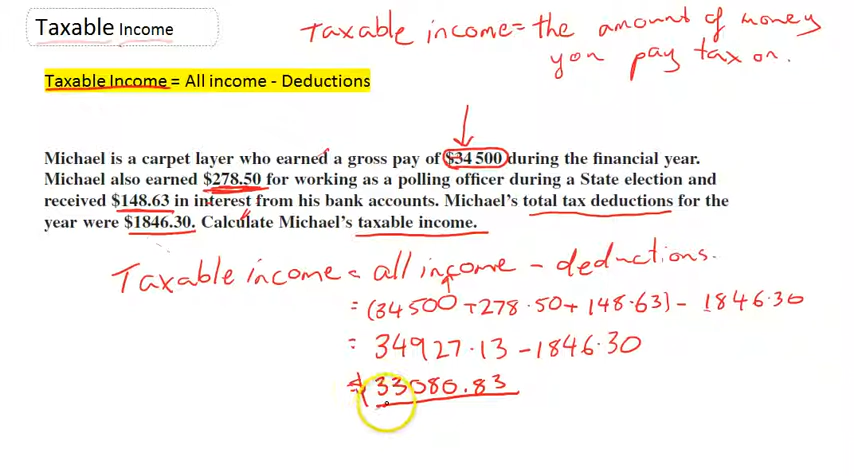 Taxable Income
Taxable income = the amount of money
you pay tax on.
Taxable Income = All income - Deductions
Michael is a carpet layer who earned a gross pay of $34 500 during the financial year.
Michael also earned $278.50 for working as a polling officer during a State election and
received $148.63 in interest from his bank accounts. Michael's total tax deductions for the
year were $1846.30. Calculate Michael's taxable income.
Taxable income = all income - deductions.
= (34500 + 278.50 + 148.63) - 1846.30
= 34927.13 - 1846.30
= $33080.83